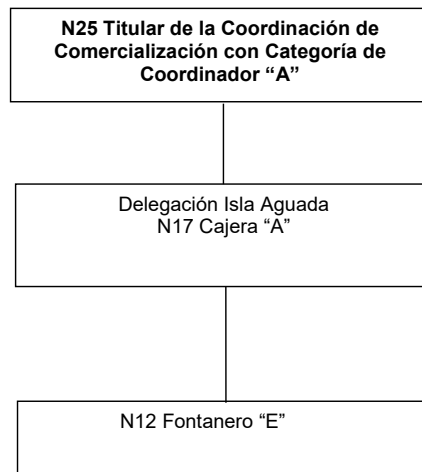 N25 Titular de la Coordinación de
Comercialización con Categoría de
Coordinador “A”
Delegación Isla Aguada
N17 Cajera “A”
N12 Fontanero “E”